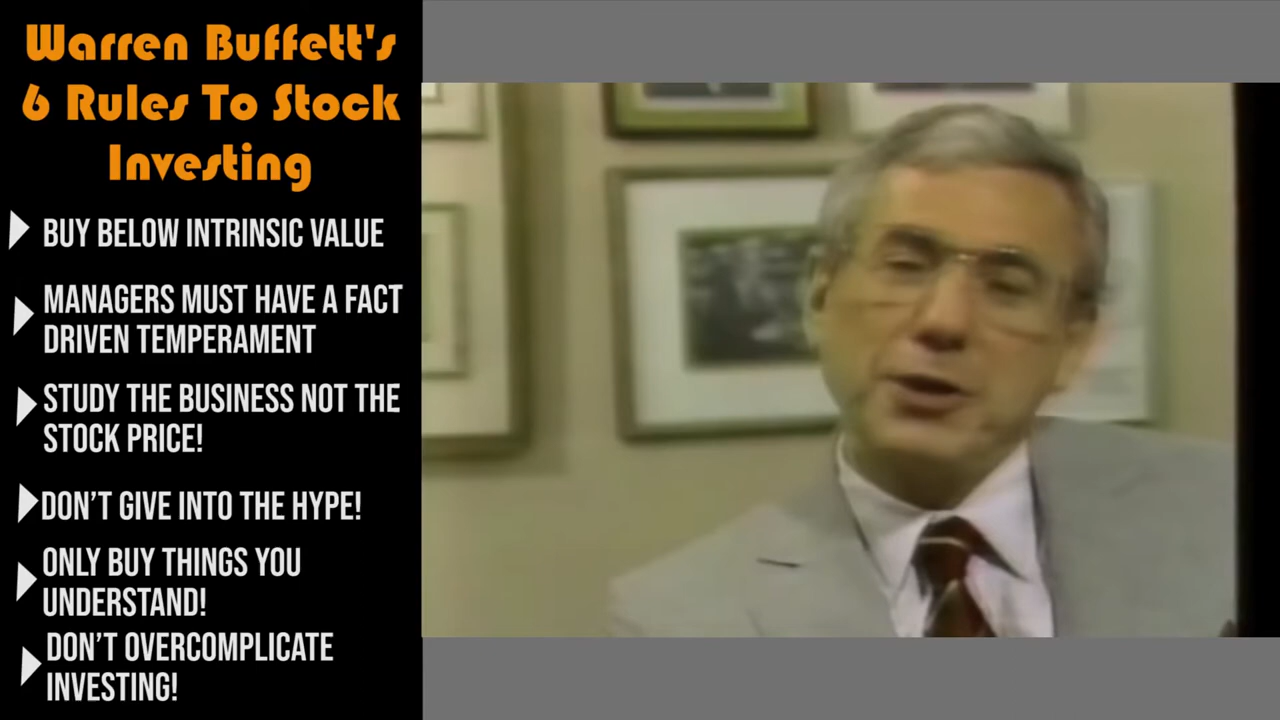 Warren Buffett's
6 Rules To Stock
Investing
BUY BELOW INTRINSIC VALUE
MANAGERS MUST HAVE A FACT
DRIVEN TEMPERAMENT
STUDY THE BUSINESS NOT THE
STOCK PRICE!
DON'T GIVE INTO THE HYPE!
ONLY BUY THINGS YOU
UNDERSTAND!
DON'T OVERCOMPLICATE
INVESTING!